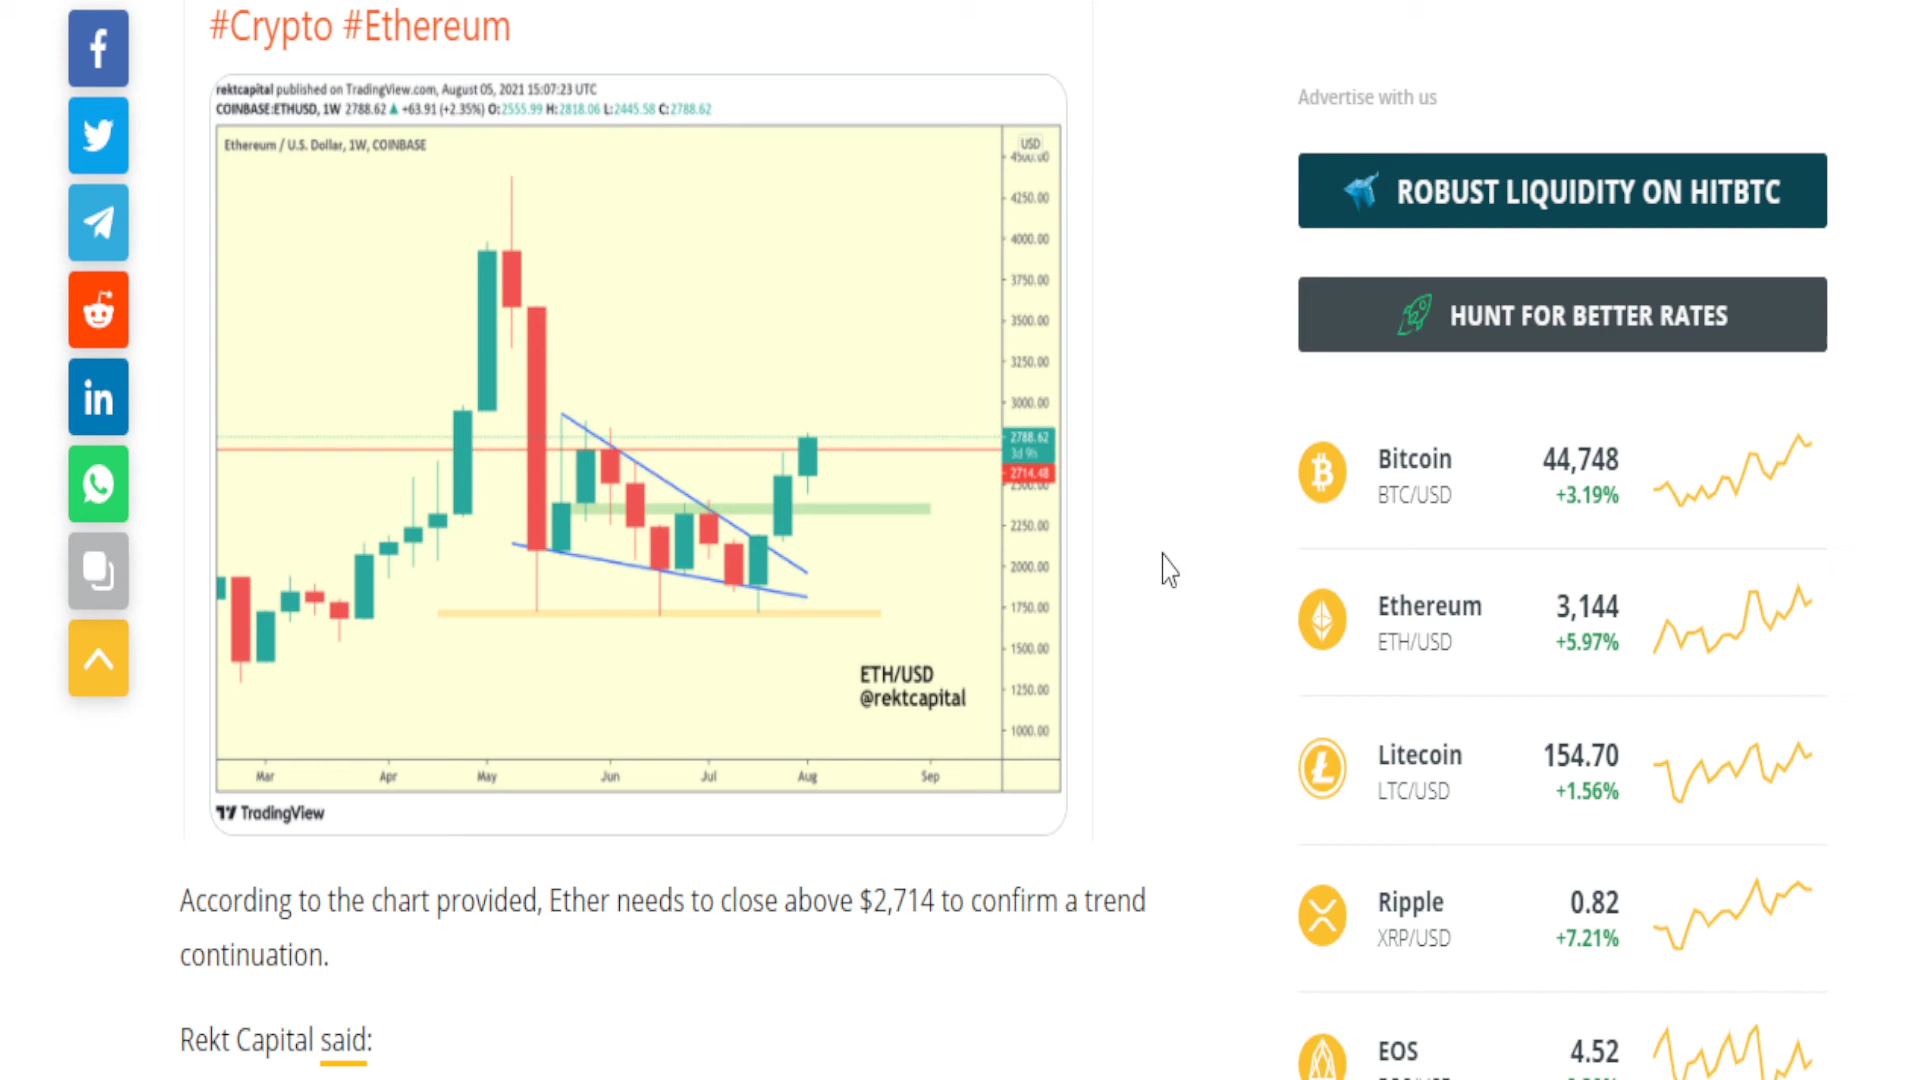 #Crypto #Ethereum
rektcapital published on TradingView.com, August 05, 2021 15:07:23 UTC
COINBASE:ETHUSD, 1W 2788.62 ▲ +63.91 (+2.35%) O:2555.99 H:2818.06 L:2445.58 C:2788.62
Ethereum / U.S. Dollar, 1W, COINBASE
USD
4500.00
4250.00
4000.00
3750.00
3500.00
3250.00
3000.00
2788.62
3d 9h
2714.48
2500.00
2250.00
2000.00
1750.00
1500.00
1250.00
1000.00
ETH/USD
@rektcapital
Mar Apr May Jun Jul Aug Sep
TradingView
According to the chart provided, Ether needs to close above $2,714 to confirm a trend
continuation.
Rekt Capital said:
Advertise with us
ROBUST LIQUIDITY ON HITBTC
HUNT FOR BETTER RATES
Bitcoin 44,748
BTC/USD +3.19%
Ethereum 3,144
ETH/USD +5.97%
Litecoin 154.70
LTC/USD +1.56%
Ripple 0.82
XRP/USD +7.21%
EOS 4.52